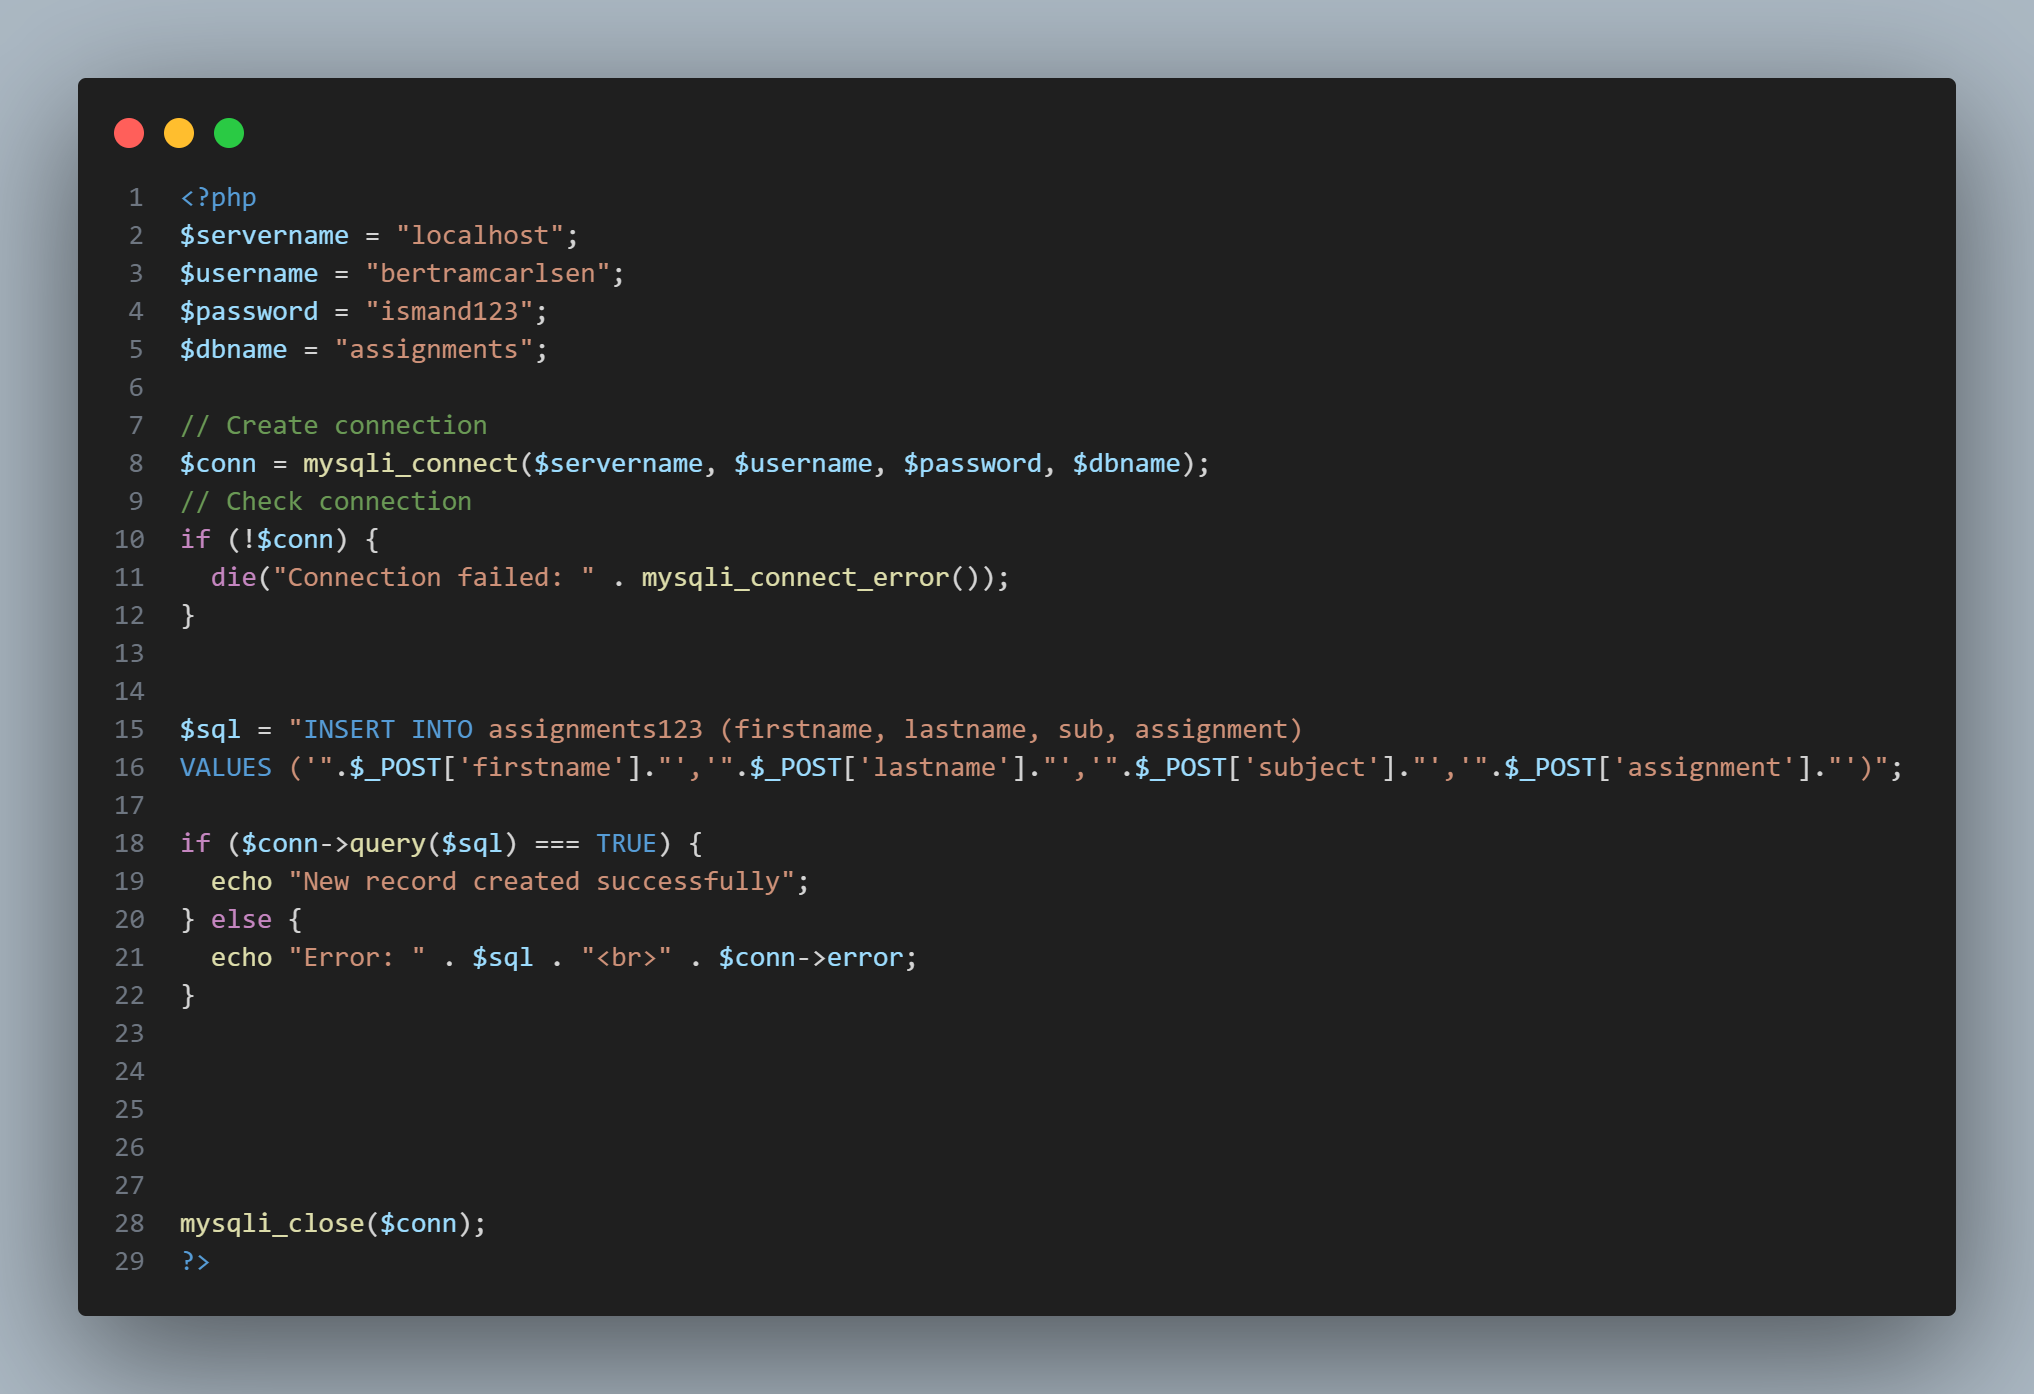 1 <?php
2 $servername = "localhost";
3 $username = "bertramcarlsen";
4 $password = "ismand123";
5 $dbname = "assignments";
6
7 // Create connection
8 $conn = mysqli_connect($servername, $username, $password, $dbname);
9 // Check connection
10 if (!$conn) {
11   die("Connection failed: " . mysqli_connect_error());
12 }
13
14
15 $sql = "INSERT INTO assignments123 (firstname, lastname, sub, assignment)
16 VALUES ('".$_POST['firstname']."','".$_POST['lastname']."','".$_POST['subject']."','".$_POST['assignment']."')";
17
18 if ($conn->query($sql) === TRUE) {
19   echo "New record created successfully";
20 } else {
21   echo "Error: " . $sql . "<br>" . $conn->error;
22 }
23
24
25
26
27
28 mysqli_close($conn);
29 ?>